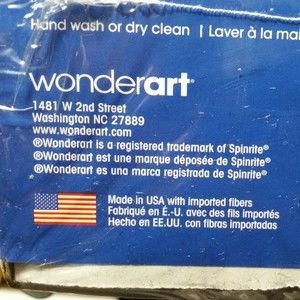 Hand wash or dry clean | Laver à la mai
wonderart
1481 W 2nd Street
Washington NC 27889
www.wonderart.com
®Wonderart is a registered trademark of Spinrite®
®Wonderart est une marque déposée de Spinrite®
®Wonderart es una marca registrada de Spinrite®
Made in USA with imported fibers
Fabriqué en É.-U. avec des fils importés
Hecho en EE.UU. con fibras importadas